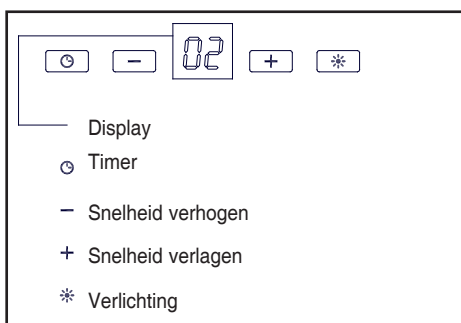 − 02 +
Display
Timer
− Snelheid verhogen
+ Snelheid verlagen
Verlichting